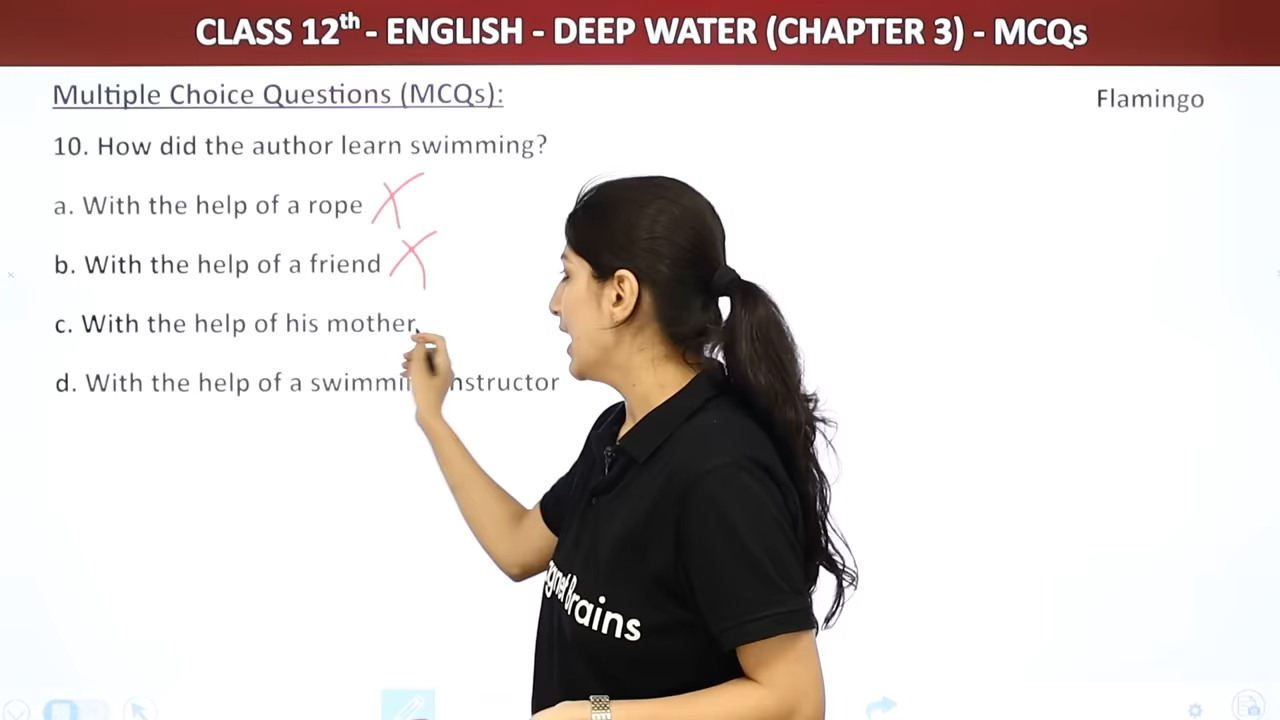 CLASS 12th - ENGLISH - DEEP WATER (CHAPTER 3) - MCQs
Multiple Choice Questions (MCQs):
Flamingo
10. How did the author learn swimming?
a. With the help of a rope
b. With the help of a friend
c. With the help of his mother
d. With the help of a nstructor
Brains